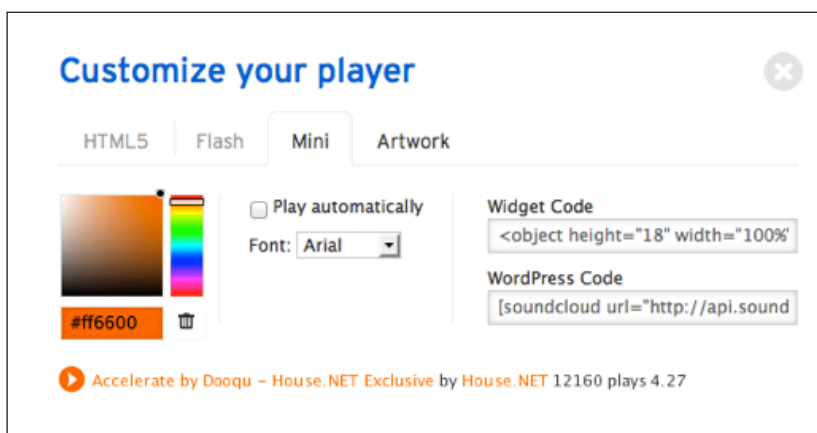 Customize your player
HTML5 Flash Mini Artwork
Play automatically
Font: Arial
Widget Code
<object height="18" width="100%"
WordPress Code
[soundcloud url="http://api.sound
#ff6600
Accelerate by Dooqu – House.NET Exclusive by House.NET 12160 plays 4.27